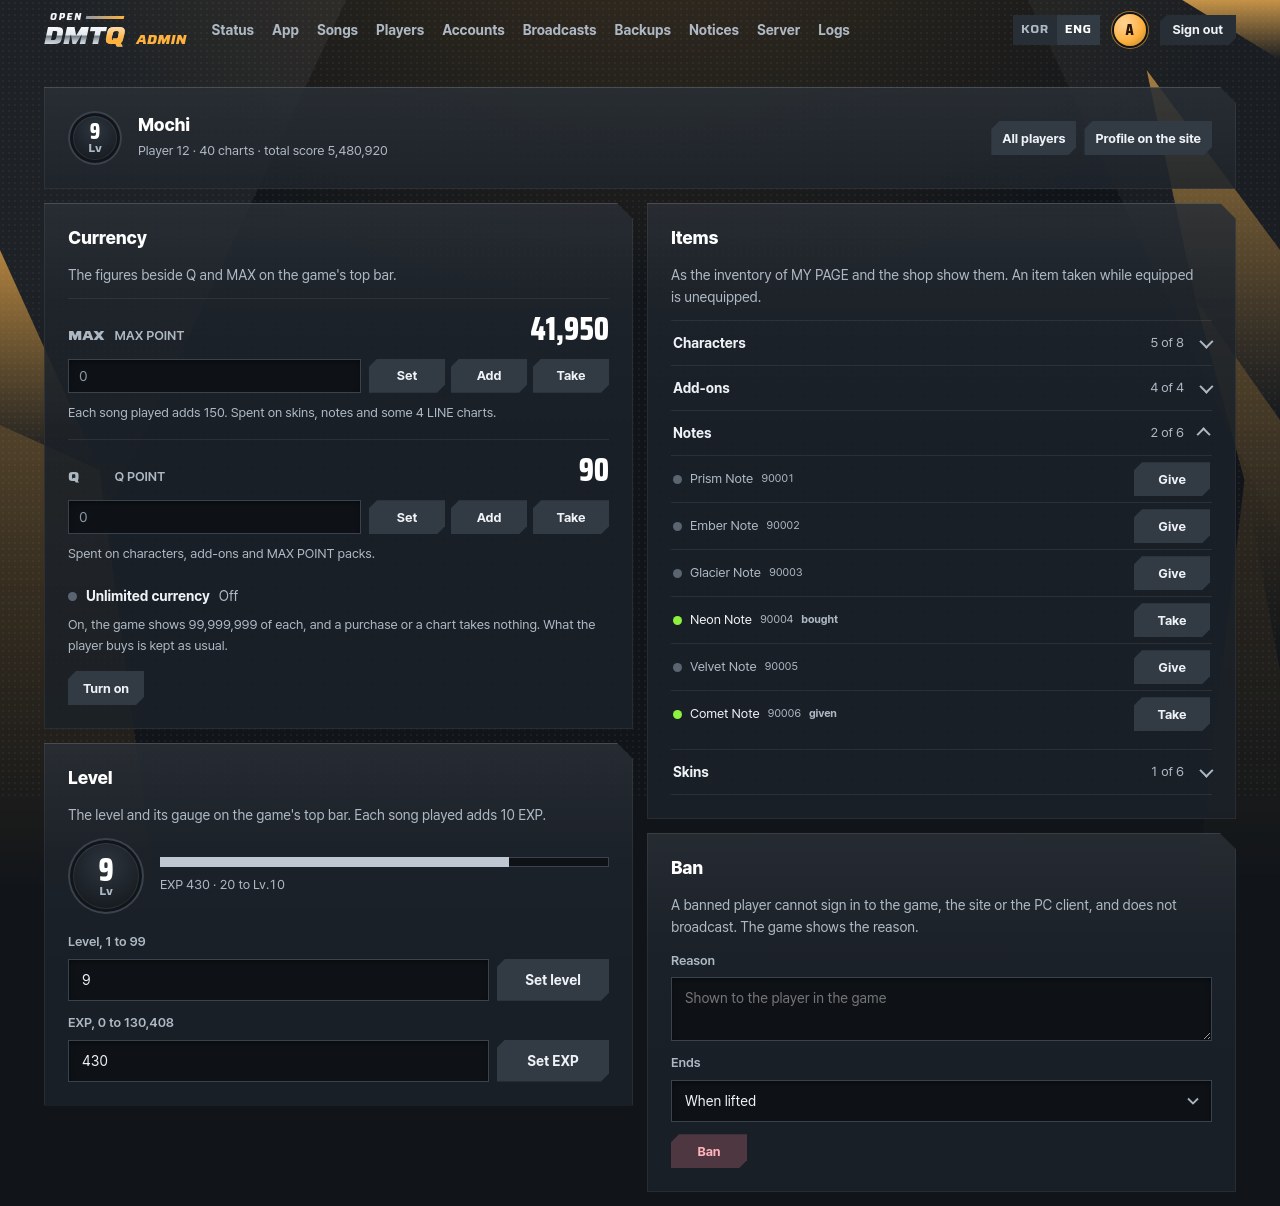 OPEN
DMTQ ADMIN
Status App Songs Players Accounts Broadcasts Backups Notices Server Logs
KOR ENG
A
Sign out
9
Lv
Mochi
Player 12 · 40 charts · total score 5,480,920
All players
Profile on the site
Currency
The figures beside Q and MAX on the game's top bar.
MAX MAX POINT 41,950
0 Set Add Take
Each song played adds 150. Spent on skins, notes and some 4 LINE charts.
Q Q POINT 90
0 Set Add Take
Spent on characters, add-ons and MAX POINT packs.
Unlimited currency Off
On, the game shows 99,999,999 of each, and a purchase or a chart takes nothing. What the
player buys is kept as usual.
Turn on
Level
The level and its gauge on the game's top bar. Each song played adds 10 EXP.
9
Lv
EXP 430 · 20 to Lv.10
Level, 1 to 99
9 Set level
EXP, 0 to 130,408
430 Set EXP
Items
As the inventory of MY PAGE and the shop show them. An item taken while equipped
is unequipped.
Characters 5 of 8
Add-ons 4 of 4
Notes 2 of 6
Prism Note 90001 Give
Ember Note 90002 Give
Glacier Note 90003 Give
Neon Note 90004 bought Take
Velvet Note 90005 Give
Comet Note 90006 given Take
Skins 1 of 6
Ban
A banned player cannot sign in to the game, the site or the PC client, and does not
broadcast. The game shows the reason.
Reason
Shown to the player in the game
Ends
When lifted
Ban